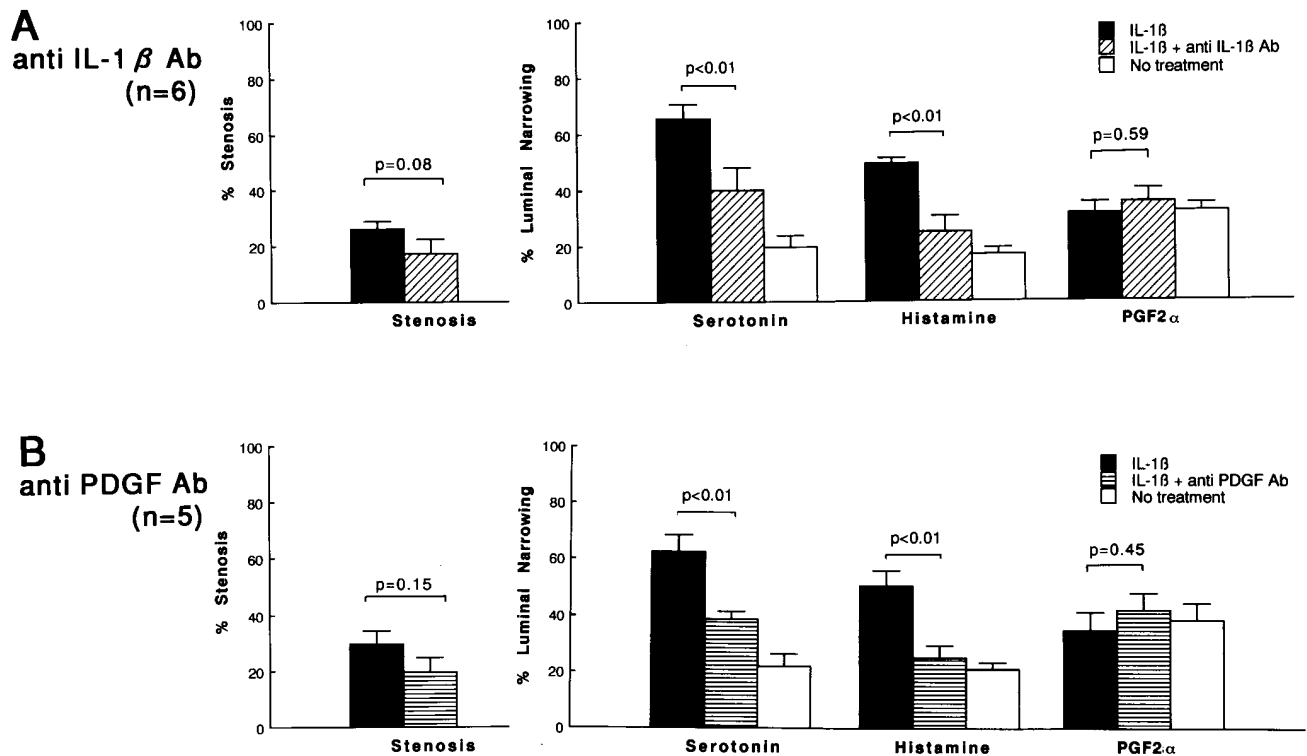 A
anti IL-1 β Ab
(n=6)
% Stenosis
100
80
60
40
20
0
p=0.08
Stenosis
% Luminal Narrowing
100
80
60
40
20
0
p<0.01
p<0.01
p=0.59
Serotonin
Histamine
PGF2α
IL-1ß
IL-1ß + anti IL-1ß Ab
No treatment
B
anti PDGF Ab
(n=5)
% Stenosis
100
80
60
40
20
0
p=0.15
Stenosis
% Luminal Narrowing
100
80
60
40
20
0
p<0.01
p<0.01
p=0.45
Serotonin
Histamine
PGF2α
IL-1ß
IL-1ß + anti PDGF Ab
No treatment